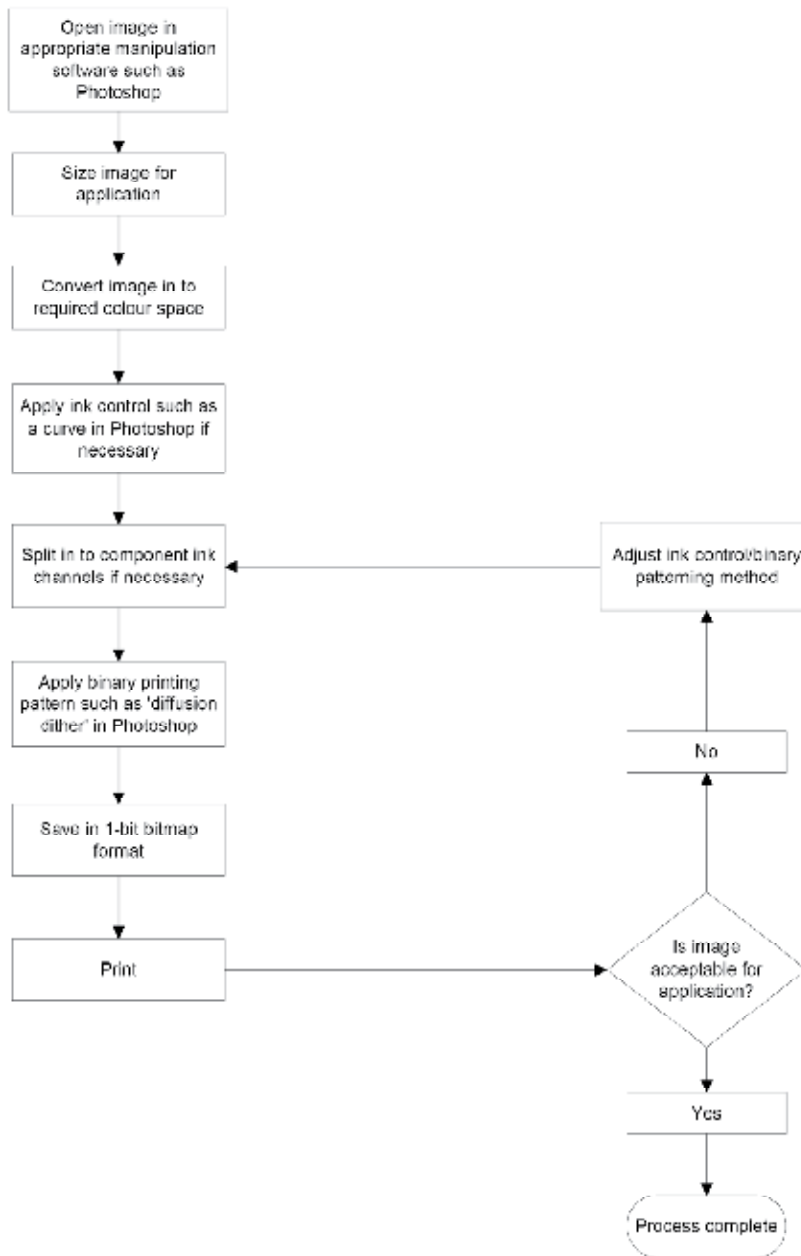 Open image in
appropriate manipulation
software such as
Photoshop
Size image for
application
Convert image in to
required colour space
Apply ink control such as
a curve in Photoshop if
necessary
Split in to component ink
channels if necessary
Adjust ink control/binary
patterning method
Apply binary printing
pattern such as 'diffusion
dither' in Photoshop
No
Save in 1-bit bitmap
format
Print
Is image
acceptable for
application?
Yes
Process complete